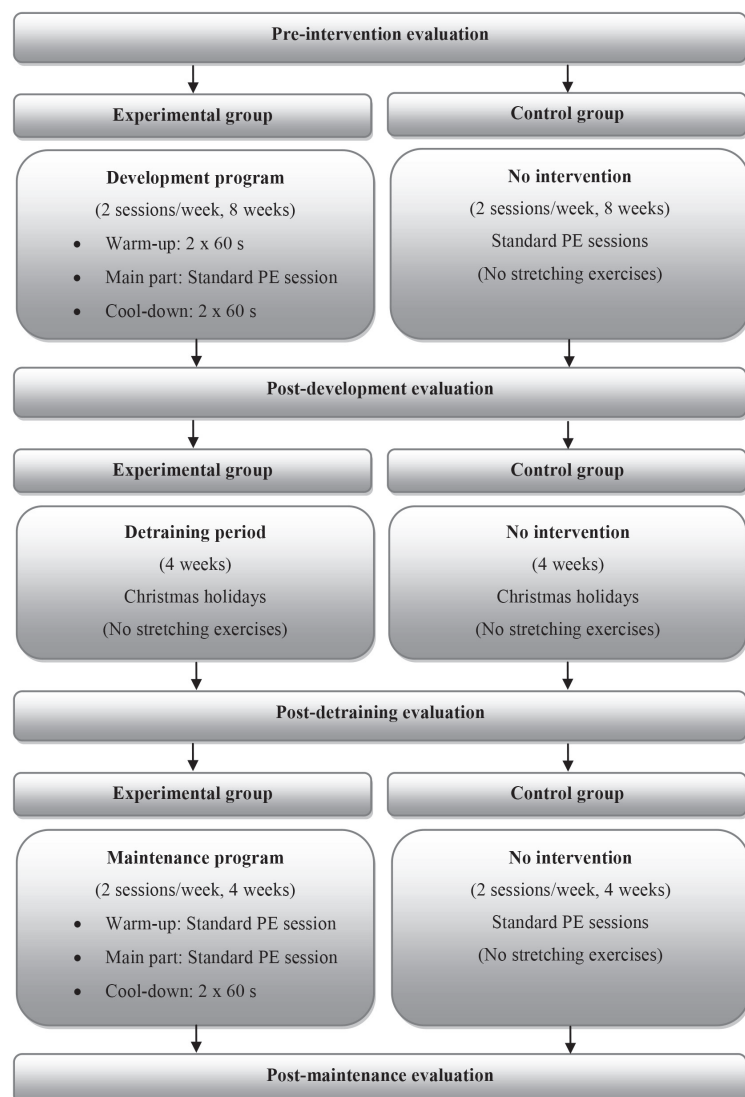 Pre-intervention evaluation
Experimental group
Control group
Development program
(2 sessions/week, 8 weeks)
• Warm-up: 2 x 60 s
• Main part: Standard PE session
• Cool-down: 2 x 60 s
No intervention
(2 sessions/week, 8 weeks)
Standard PE sessions
(No stretching exercises)
Post-development evaluation
Experimental group
Control group
Detraining period
(4 weeks)
Christmas holidays
(No stretching exercises)
No intervention
(4 weeks)
Christmas holidays
(No stretching exercises)
Post-detraining evaluation
Experimental group
Control group
Maintenance program
(2 sessions/week, 4 weeks)
• Warm-up: Standard PE session
• Main part: Standard PE session
• Cool-down: 2 x 60 s
No intervention
(2 sessions/week, 4 weeks)
Standard PE sessions
(No stretching exercises)
Post-maintenance evaluation